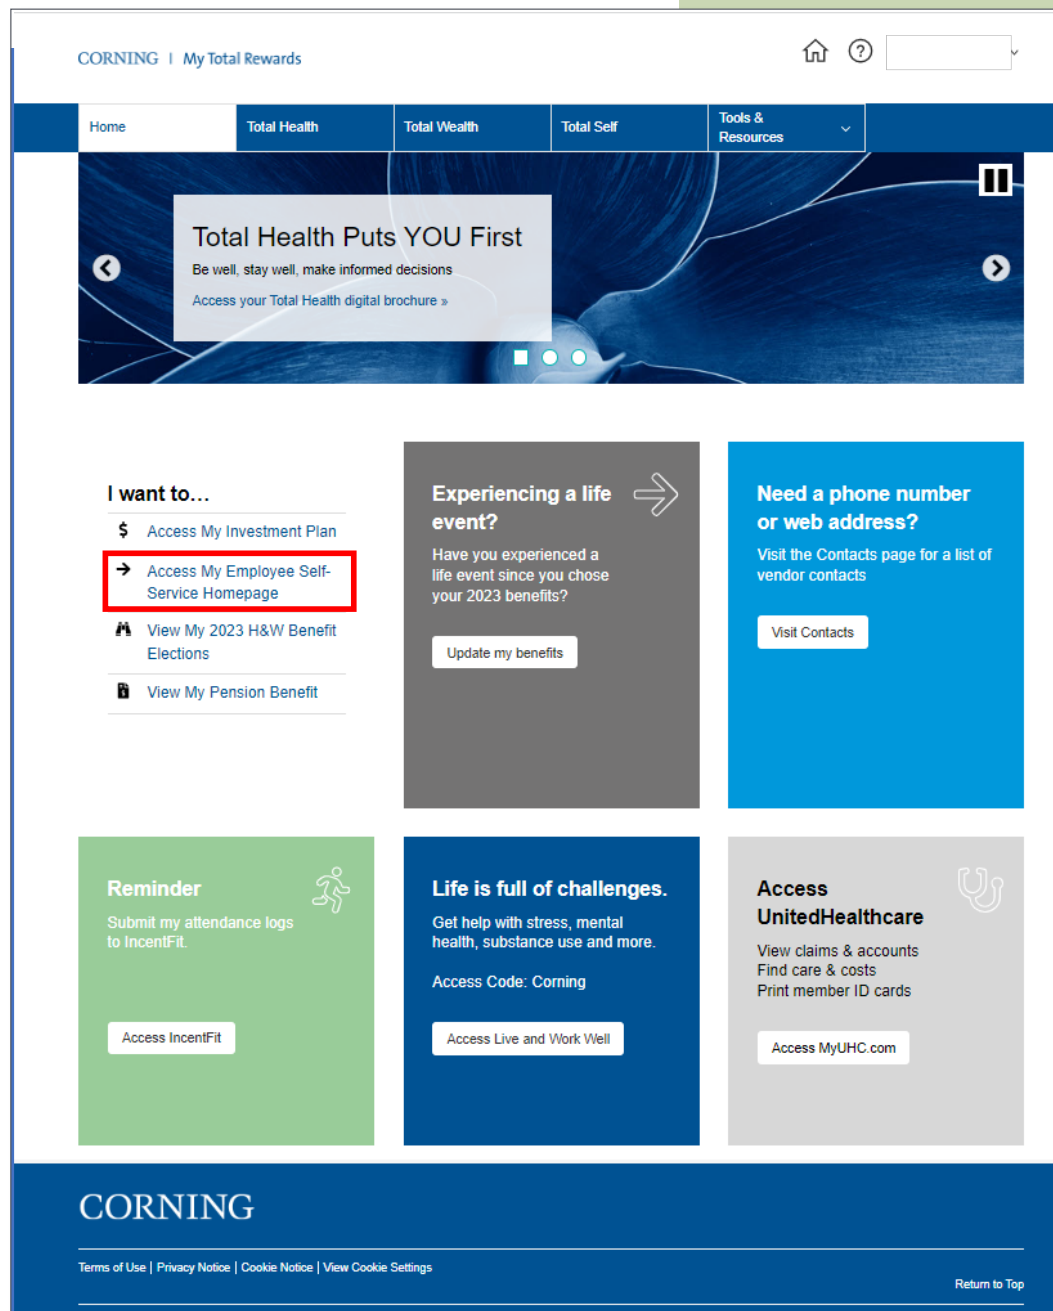 CORNING | My Total Rewards
Home
Total Health
Total Wealth
Total Self
Tools &
Resources
Total Health Puts YOU First
Be well, stay well, make informed decisions
Access your Total Health digital brochure »
I want to...
Access My Investment Plan
Access My Employee Self-
Service Homepage
View My 2023 H&W Benefit
Elections
View My Pension Benefit
Experiencing a life
event?
Have you experienced a
life event since you chose
your 2023 benefits?
Update my benefits
Need a phone number
or web address?
Visit the Contacts page for a list of
vendor contacts
Visit Contacts
Reminder
Submit my attendance logs
to IncentFit.
Access IncentFit
Life is full of challenges.
Get help with stress, mental
health, substance use and more.
Access Code: Corning
Access Live and Work Well
Access
UnitedHealthcare
View claims & accounts
Find care & costs
Print member ID cards
Access MyUHC.com
CORNING
Terms of Use | Privacy Notice | Cookie Notice | View Cookie Settings
Return to Top